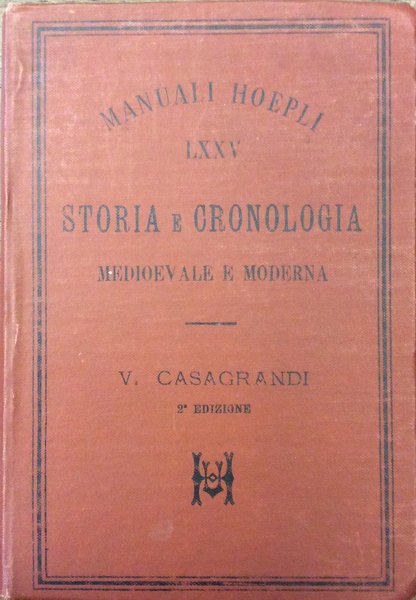 MANUALI HOEPLI
LXXV
STORIA E CRONOLOGIA
MEDIOEVALE E MODERNA
V. CASAGRANDI
2ª EDIZIONE